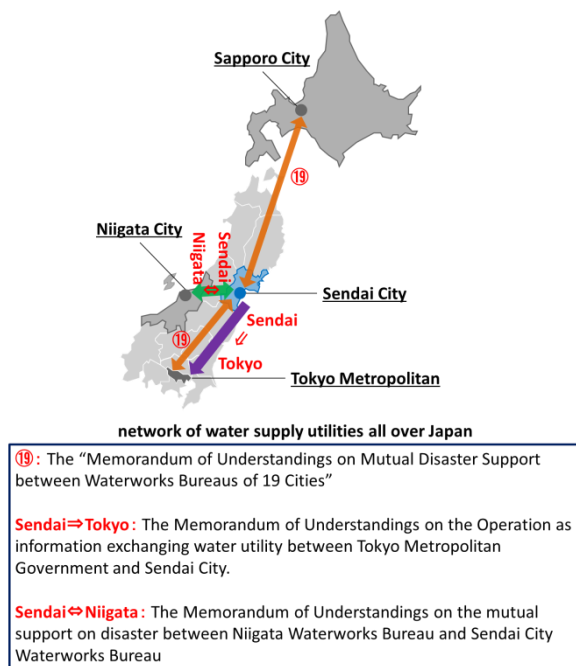 Sapporo City
⑲
Niigata City
Niigata
⇔
Sendai
Sendai City
⑲
Sendai
⇒
Tokyo
Tokyo Metropolitan
network of water supply utilities all over Japan
⑲: The “Memorandum of Understandings on Mutual Disaster Support
between Waterworks Bureaus of 19 Cities”
Sendai⇒Tokyo: The Memorandum of Understandings on the Operation as
information exchanging water utility between Tokyo Metropolitan
Government and Sendai City.
Sendai⇔Niigata: The Memorandum of Understandings on the mutual
support on disaster between Niigata Waterworks Bureau and Sendai City
Waterworks Bureau